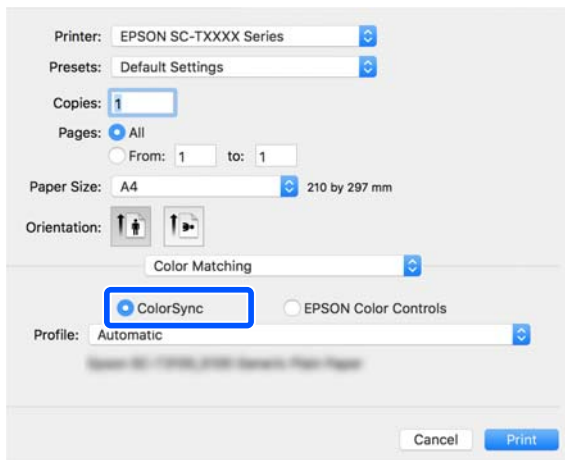 Printer: EPSON SC-TXXXX Series
Presets: Default Settings
Copies: 1
Pages: All
From: 1 to: 1
Paper Size: A4 210 by 297 mm
Orientation:
Color Matching
ColorSync EPSON Color Controls
Profile: Automatic
Cancel Print